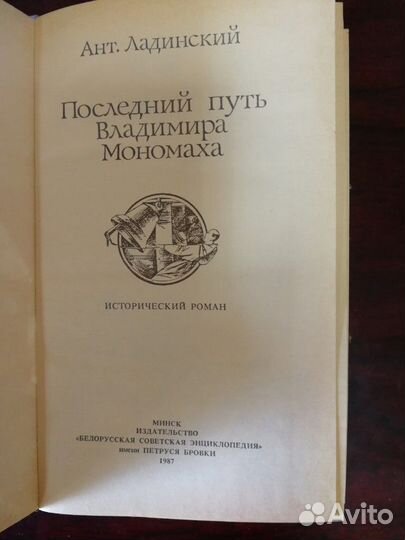 Ант. Ладинский
Последний путь
Владимира
Мономаха
ИСТОРИЧЕСКИЙ РОМАН
МИНСК
ИЗДАТЕЛЬСТВО
«БЕЛОРУССКАЯ СОВЕТСКАЯ ЭНЦИКЛОПЕДИЯ»
имени ПЕТРУСЯ БРОВКИ
1987
Avito